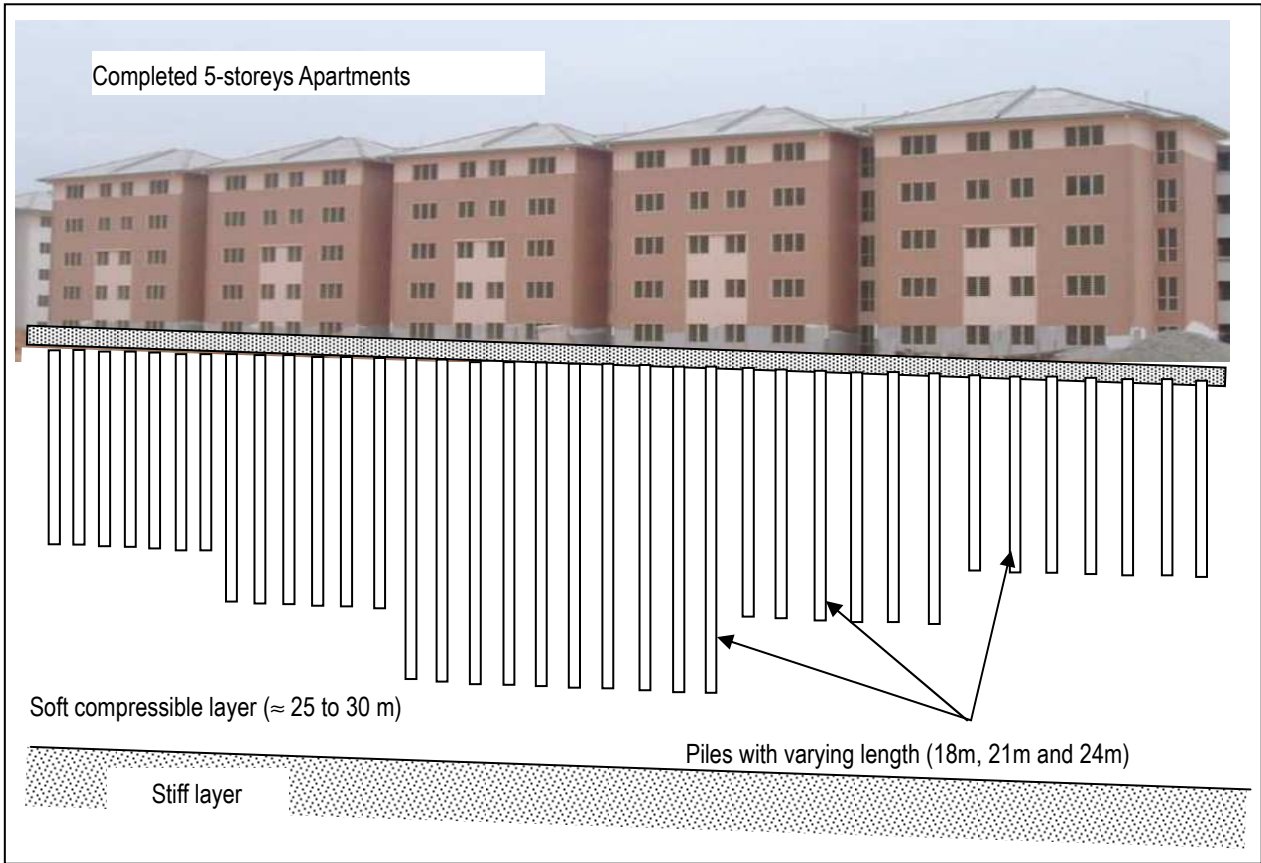 Completed 5-storeys Apartments
Soft compressible layer (≈ 25 to 30 m)
Piles with varying length (18m, 21m and 24m)
Stiff layer